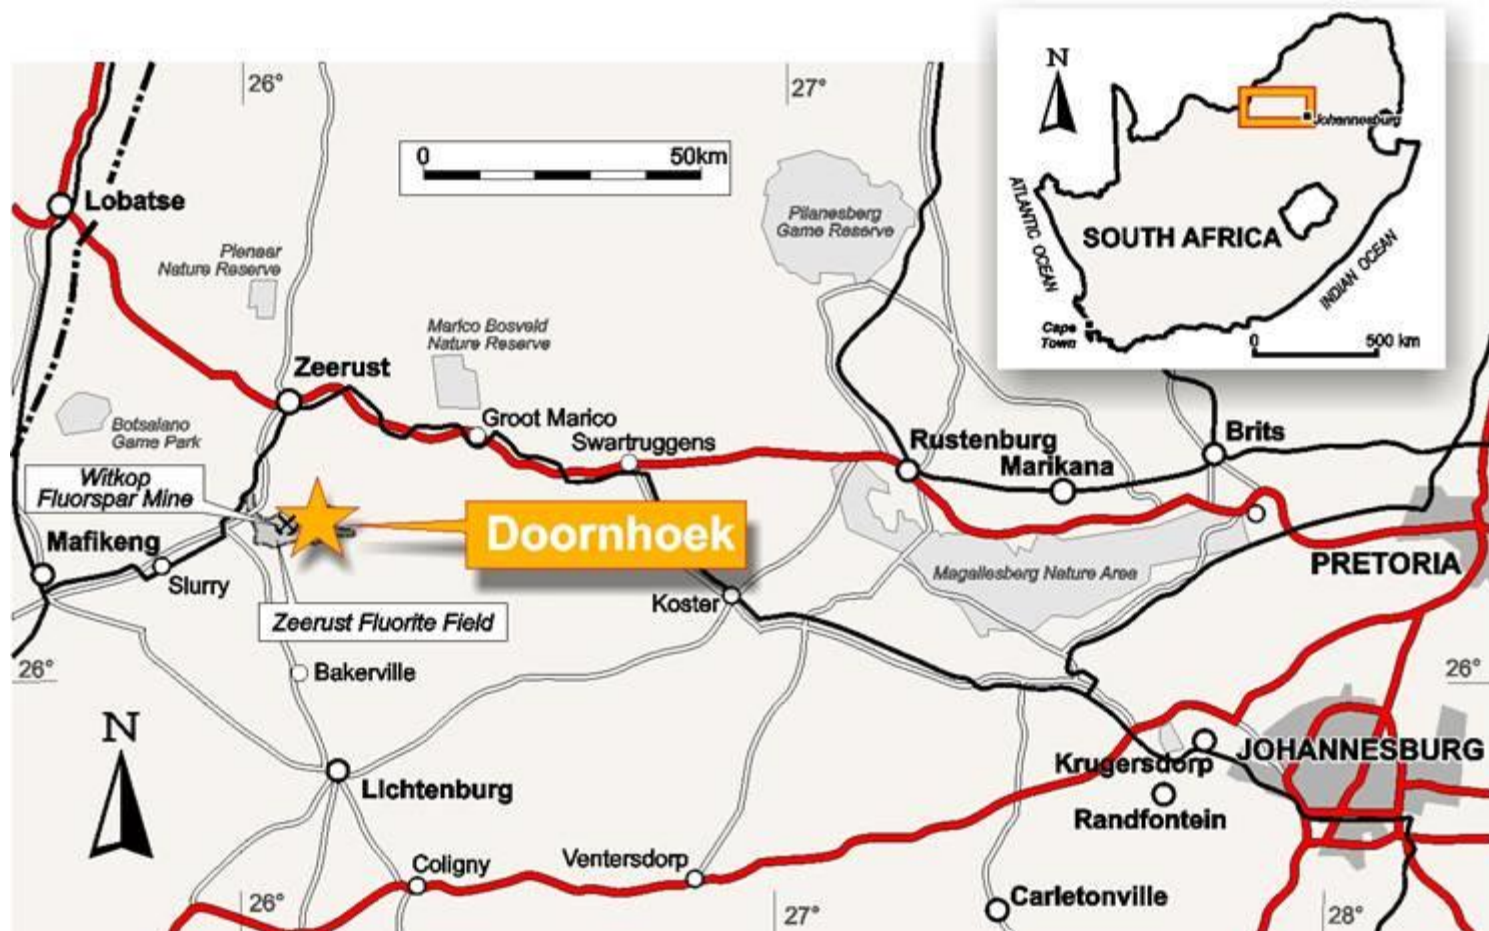 26°
27°
N
Johannesburg
ATLANTIC OCEAN
SOUTH AFRICA
INDIAN OCEAN
Cape
Town
0
500 km
0
50km
Lobatse
Pilanesberg
Game Reserve
Pienaar
Nature Reserve
Marico Bosveld
Nature Reserve
Zeerust
Botsalano
Game Park
Groot Marico
Swartruggens
Rustenburg
Marikana
Brits
Witkop
Fluorspar Mine
Doornhoek
Mafikeng
Slurry
PRETORIA
Magaliesberg Nature Area
Koster
Zeerust Fluorite Field
26°
Bakerville
26°
N
JOHANNESBURG
Krugersdorp
Lichtenburg
Randfontein
Coligny
Ventersdorp
Carletonville
26°
27°
28°